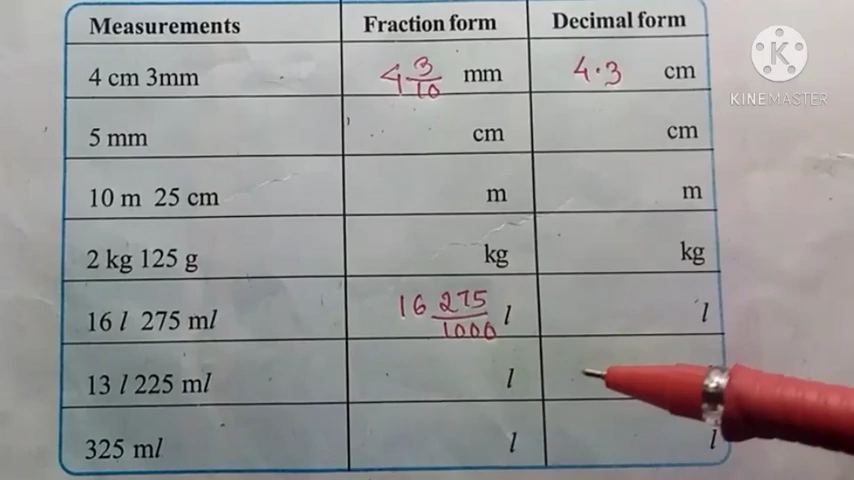 Measurements Fraction form Decimal form
4 cm 3mm 4 3/10 mm 4.3 cm
5 mm cm cm
10 m 25 cm m m
2 kg 125 g kg kg
16 l 275 ml 16 275/1000 l l
13 l 225 ml l
325 ml l l
K
KINEMASTER